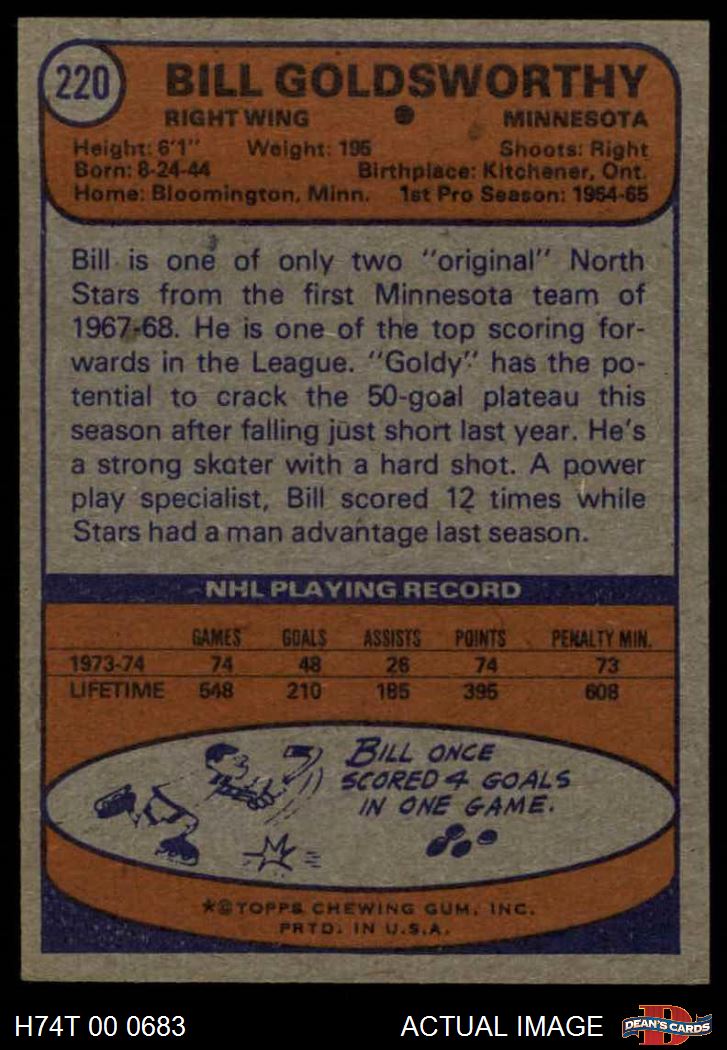 220
BILL GOLDSWORTHY
RIGHT WING ● MINNESOTA
Height: 6'1" Weight: 195 Shoots: Right
Born: 8-24-44 Birthplace: Kitchener, Ont.
Home: Bloomington, Minn. 1st Pro Season: 1964-65
Bill is one of only two "original" North
Stars from the first Minnesota team of
1967-68. He is one of the top scoring for-
wards in the League. "Goldy" has the po-
tential to crack the 50-goal plateau this
season after falling just short last year. He's
a strong skater with a hard shot. A power
play specialist, Bill scored 12 times while
Stars had a man advantage last season.
NHL PLAYING RECORD
GAMES GOALS ASSISTS POINTS PENALTY MIN.
1973-74 74 48 26 74 73
LIFETIME 548 210 185 395 608
BILL ONCE
SCORED 4 GOALS
IN ONE GAME.
*© TOPPS CHEWING GUM, INC.
PRTD. IN U.S.A.
H74T 00 0683 ACTUAL IMAGE
D
DEAN'S CARDS